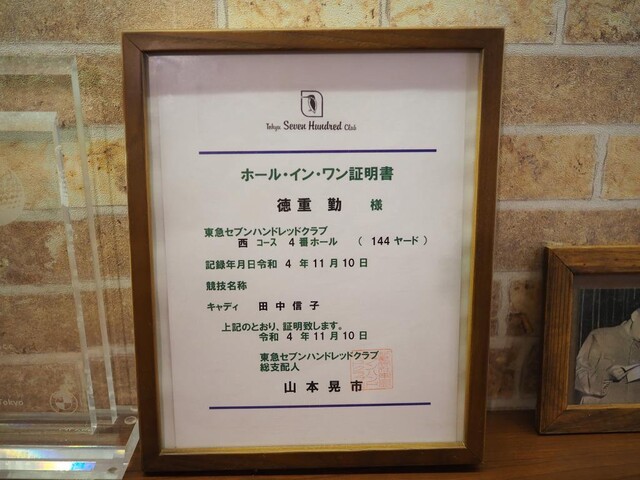 Tokyu Seven Hundred Club
ホール・イン・ワン証明書
徳重 勤 様
東急セブンハンドレッドクラブ
西 コース 4 番ホール ( 144 ヤード )
記録年月日令和 4 年 11 月 10 日
競技名称
キャディ 田中信子
上記のとおり、証明致します。
令和 4 年 11 月 10 日
東急セブンハンドレッドクラブ
総支配人
山本晃市
Tokyo